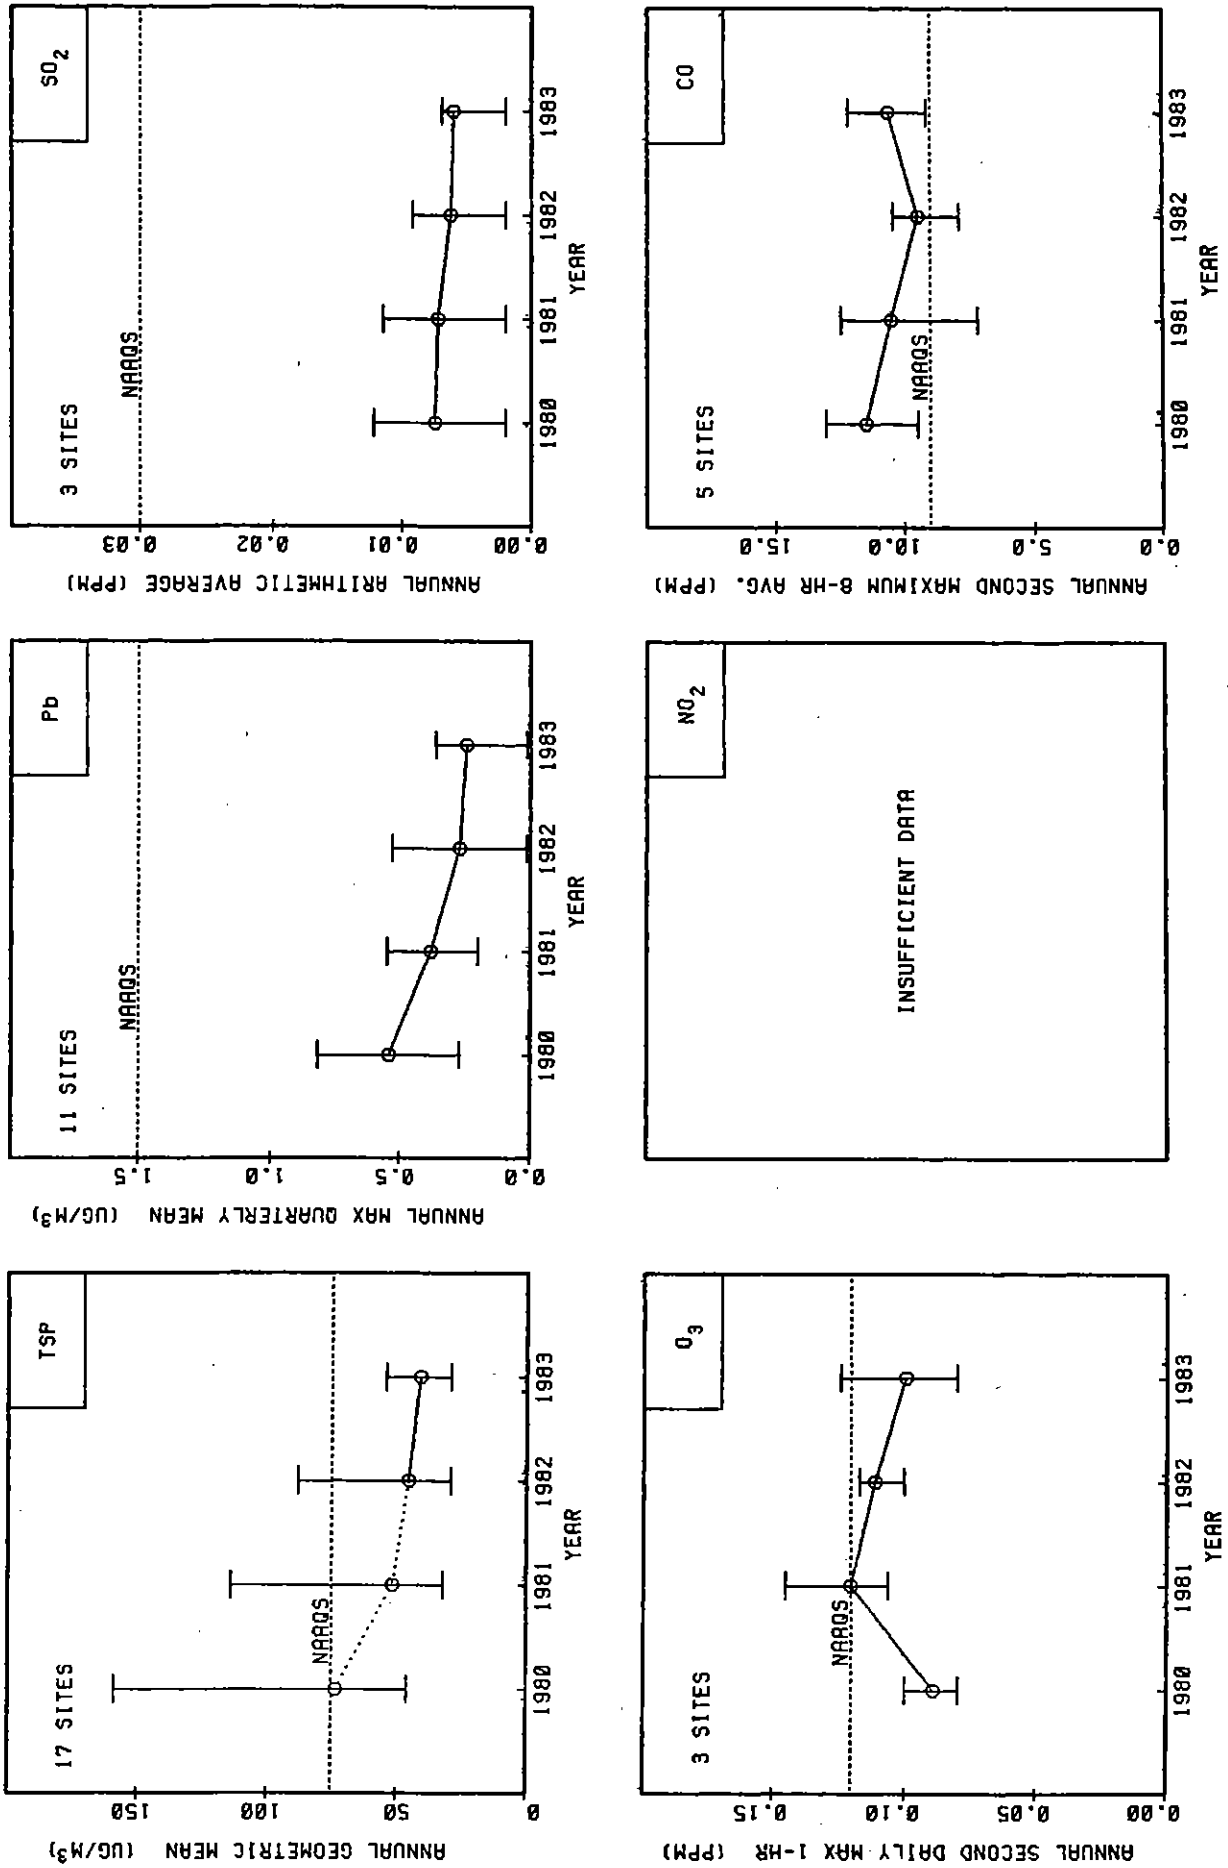 TSP
17 SITES
NAAQS
ANNUAL GEOMETRIC MEAN (UG/M³)
150
100
50
0
1980 1981 1982 1983
YEAR
Pb
11 SITES
NAAQS
ANNUAL MAX QUARTERLY MEAN (UG/M³)
1.5
1.0
0.5
0.0
1980 1981 1982 1983
YEAR
SO₂
3 SITES
NAAQS
ANNUAL ARITHMETIC AVERAGE (PPM)
0.03
0.02
0.01
0.00
1980 1981 1982 1983
YEAR
O₃
3 SITES
NAAQS
ANNUAL SECOND DAILY MAX 1-HR (PPM)
0.15
0.10
0.05
0.00
1980 1981 1982 1983
YEAR
NO₂
INSUFFICIENT DATA
CO
5 SITES
NAAQS
ANNUAL SECOND MAXIMUM 8-HR AVG. (PPM)
15.0
10.0
5.0
0.0
1980 1981 1982 1983
YEAR